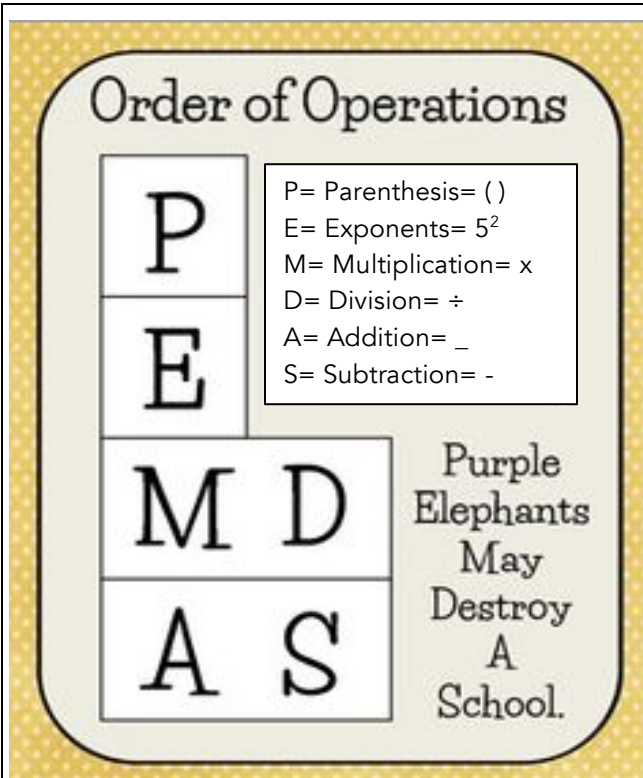 Order of Operations
P
P= Parenthesis= ( )
E= Exponents= 5²
M= Multiplication= x
D= Division= ÷
A= Addition= _
S= Subtraction= -
E
M D
A S
Purple
Elephants
May
Destroy
A
School.